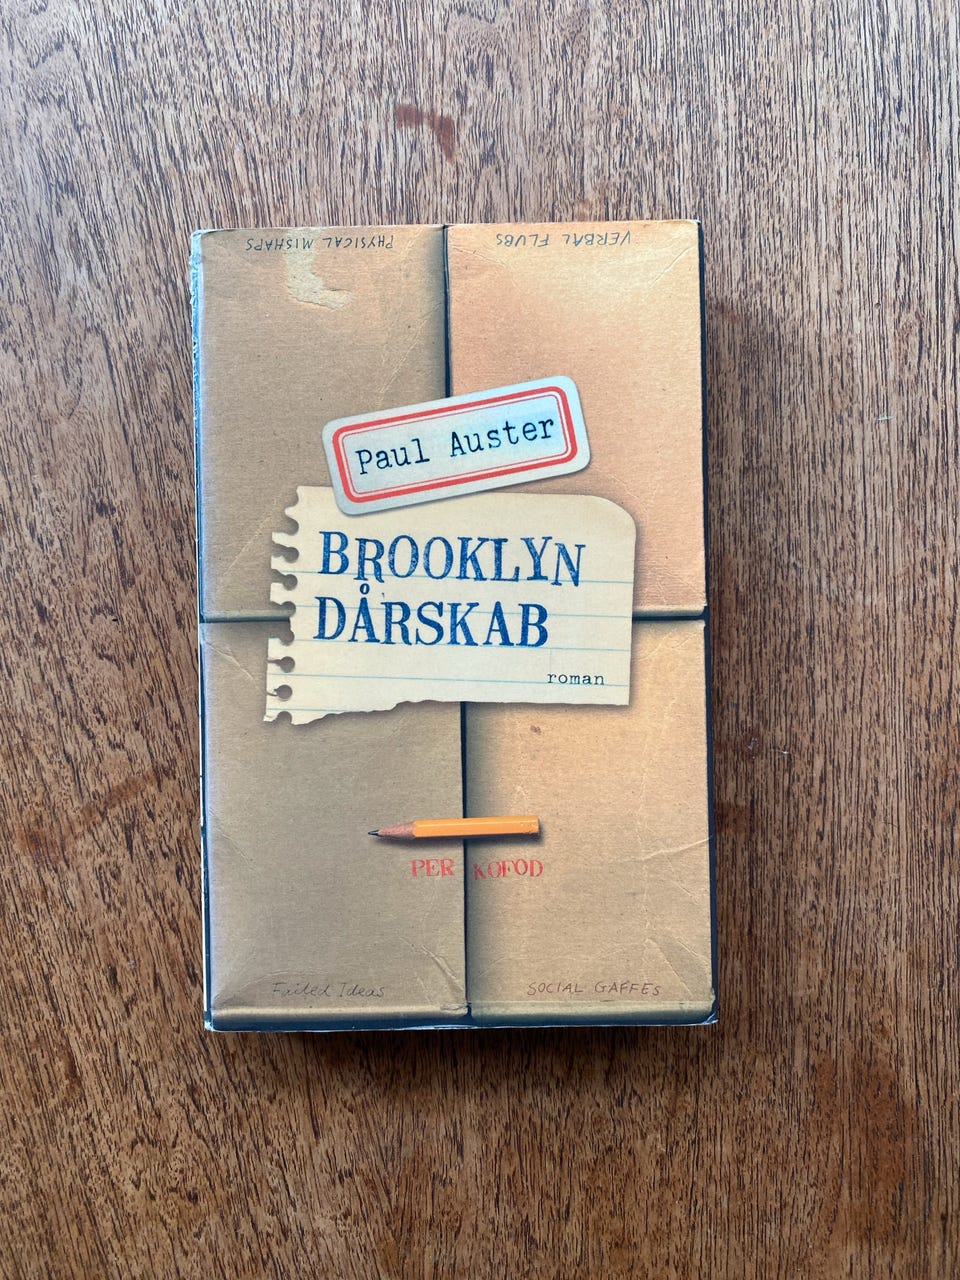 PHYSICAL MISHAPS
VERBAL FLUBS
Paul Auster
BROOKLYN
DÅRSKAB
roman
PER KOFOD
Failed Ideas
SOCIAL GAFFES